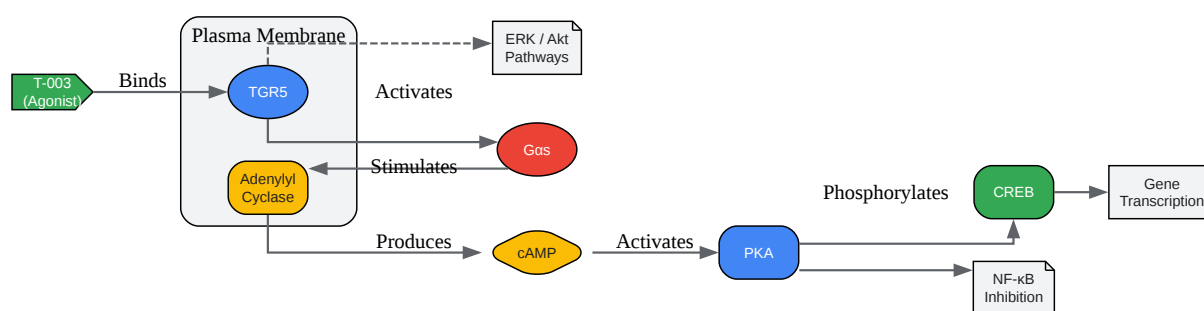 Plasma Membrane
ERK / Akt
Pathways
T-003
(Agonist)
Binds
TGR5
Activates
Gαs
Stimulates
Adenylyl
Cyclase
Phosphorylates
CREB
Gene
Transcription
Produces
cAMP
Activates
PKA
NF-κB
Inhibition